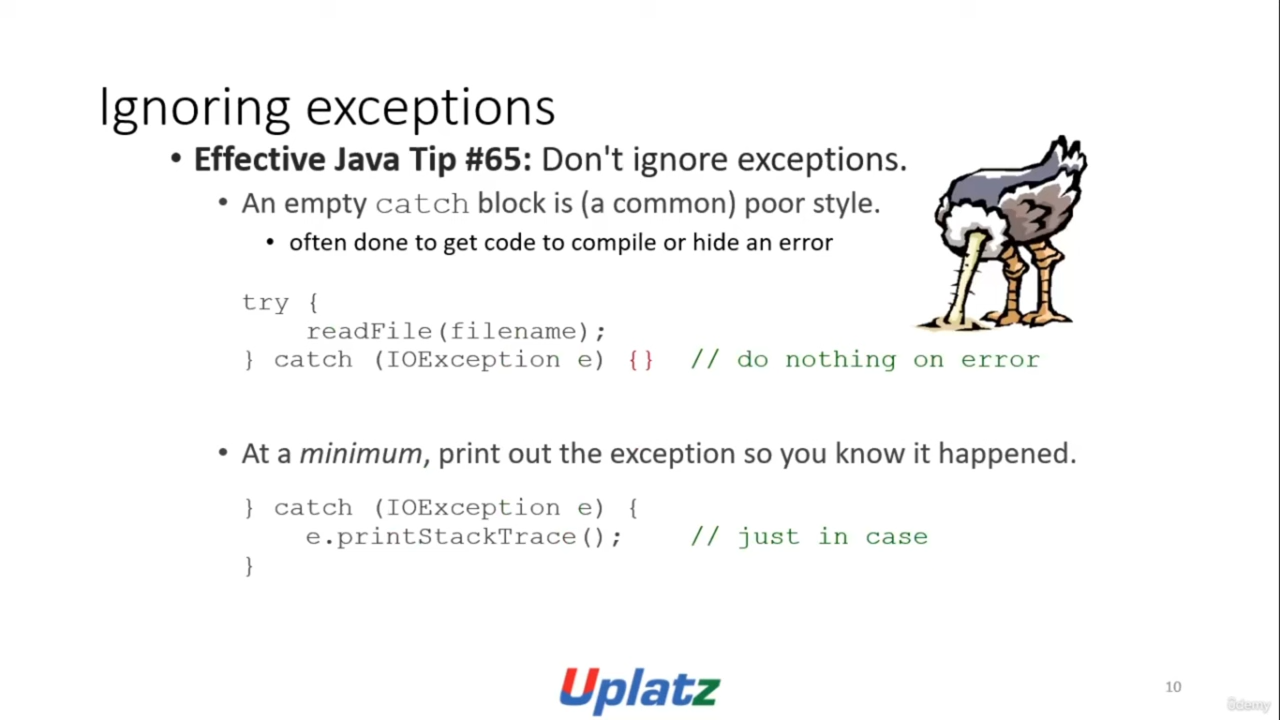 Ignoring exceptions
• Effective Java Tip #65: Don't ignore exceptions.
• An empty catch block is (a common) poor style.
• often done to get code to compile or hide an error
try {
readFile(filename);
} catch (IOException e) {} // do nothing on error
• At a minimum, print out the exception so you know it happened.
} catch (IOException e) {
e.printStackTrace(); // just in case
}
Uplatz
10
ûdemy